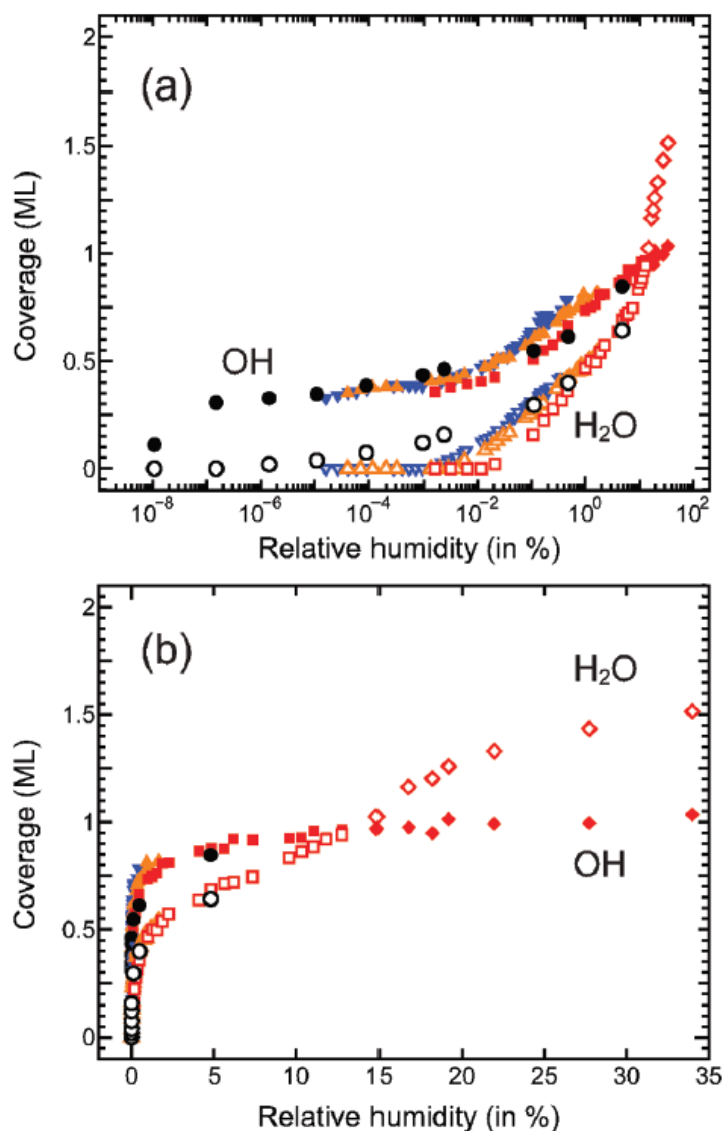 (a)
Coverage (ML)
2
1.5
1
0.5
0
OH
H₂O
10⁻⁸ 10⁻⁶ 10⁻⁴ 10⁻² 10⁰ 10²
Relative humidity (in %)
(b)
Coverage (ML)
2
1.5
1
0.5
0
H₂O
OH
0 5 10 15 20 25 30 35
Relative humidity (in %)